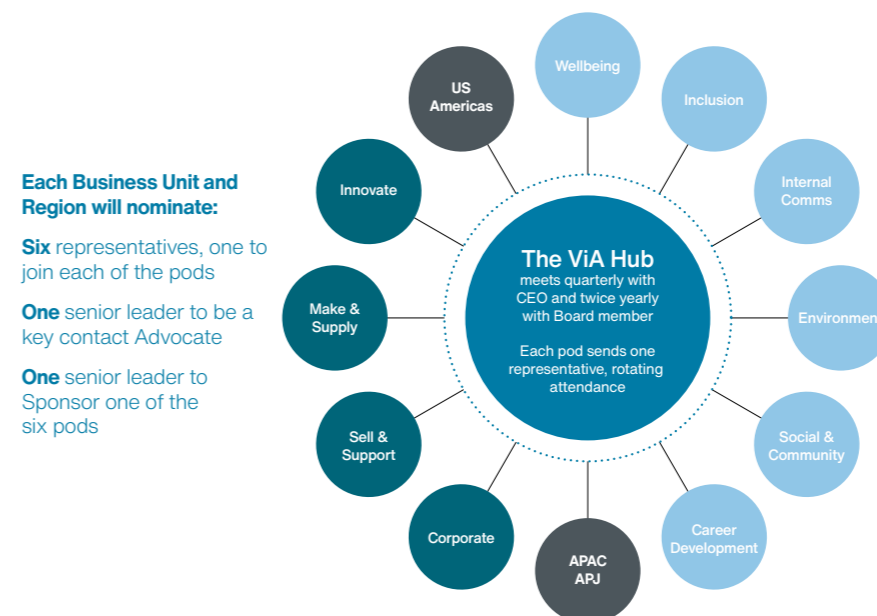 Each Business Unit and
Region will nominate:
Six representatives, one to
join each of the pods
One senior leader to be a
key contact Advocate
One senior leader to
Sponsor one of the
six pods
US
Americas
Wellbeing
Inclusion
Internal
Comms
Environmen
Social &
Community
Career
Development
APAC
APJ
Corporate
Sell &
Support
Make &
Supply
Innovate
The ViA Hub
meets quarterly with
CEO and twice yearly
with Board member
Each pod sends one
representative, rotating
attendance